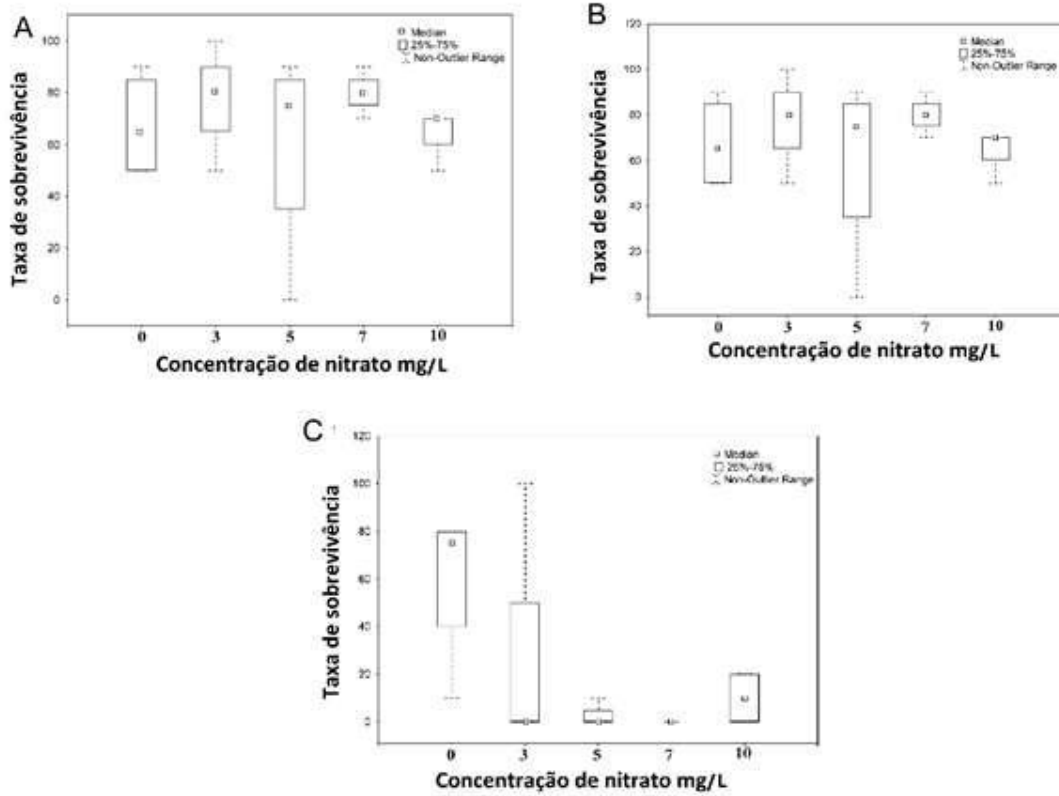 A
Median
25%-75%
Non-Outlier Range
100
80
60
40
20
0
Taxa de sobrevivência
0 3 5 7 10
Concentração de nitrato mg/L
B
120
Median
25%-75%
Non-Outlier Range
100
80
60
40
20
0
Taxa de sobrevivência
0 3 5 7 10
Concentração de nitrato mg/L
C
120
Median
25%-75%
Non-Outlier Range
100
80
60
40
20
0
Taxa de sobrevivência
0 3 5 7 10
Concentração de nitrato mg/L